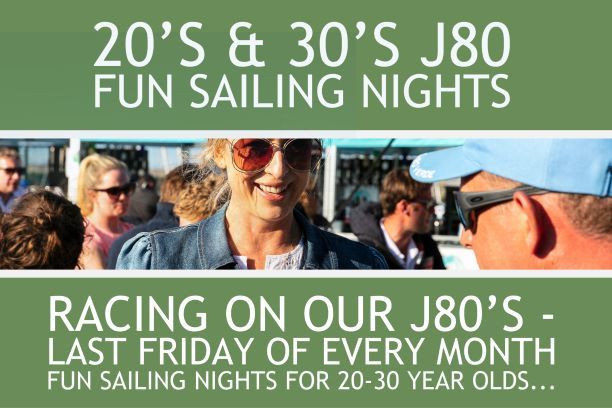 20'S & 30'S J80
FUN SAILING NIGHTS
RACING ON OUR J80'S -
LAST FRIDAY OF EVERY MONTH
FUN SAILING NIGHTS FOR 20-30 YEAR OLDS...